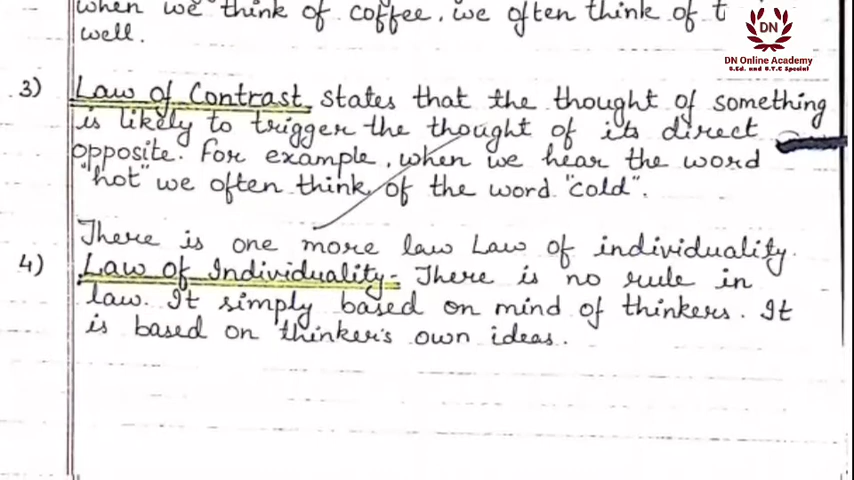 when we think of coffee, we often think of t
well.
DN
DN Online Academy
B.Ed. and B.T.C Special
3) Law of Contrast states that the thought of something
is likely to trigger the thought of its direct
opposite. For example, when we hear the word
"hot" we often think of the word "cold".
There is one more law Law of individuality.
4) Law of Individuality- There is no rule in
law. It simply based on mind of thinkers. It
is based on thinker's own ideas.